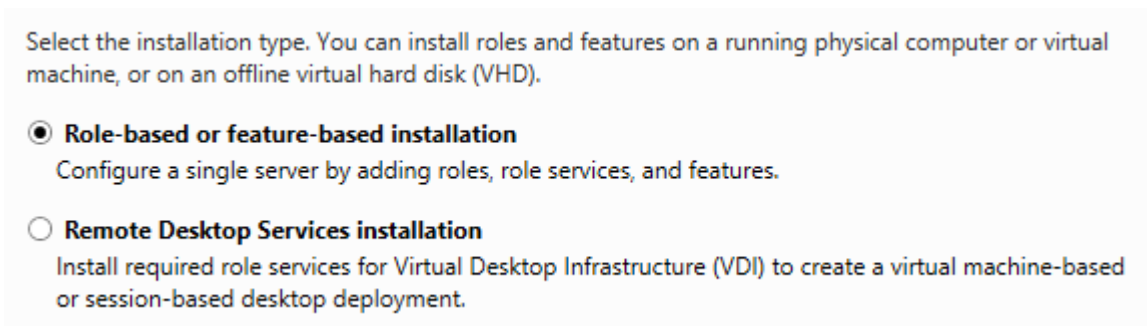 Select the installation type. You can install roles and features on a running physical computer or virtual
machine, or on an offline virtual hard disk (VHD).
Role-based or feature-based installation
Configure a single server by adding roles, role services, and features.
Remote Desktop Services installation
Install required role services for Virtual Desktop Infrastructure (VDI) to create a virtual machine-based
or session-based desktop deployment.